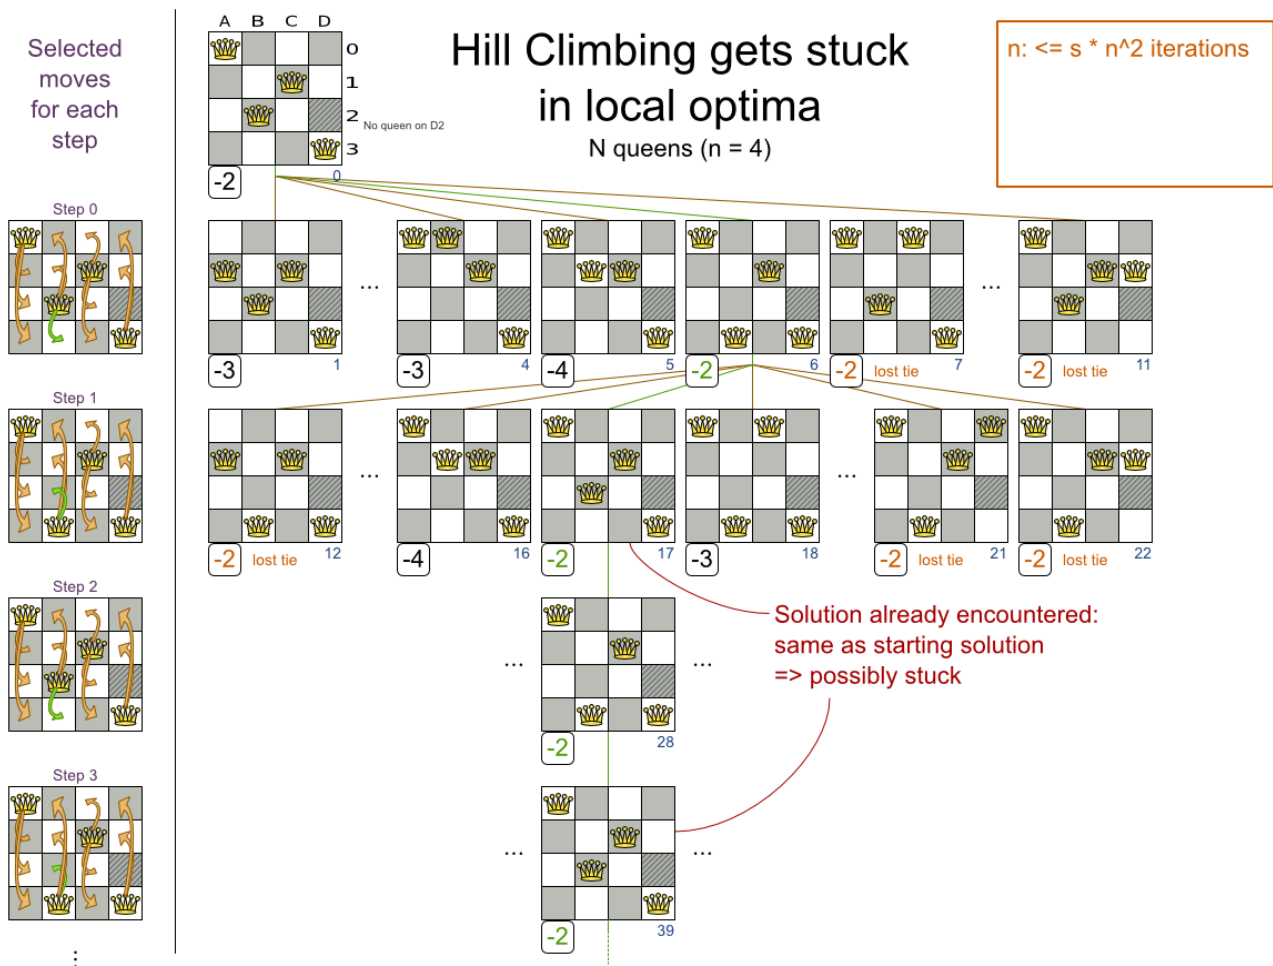 Selected
moves
for each
step
A B C D
0
1
2
3
No queen on D2
-2
0
Hill Climbing gets stuck
in local optima
N queens (n = 4)
n: <= s * n^2 iterations
Step 0
...
...
-3
1
-3
4
-4
5
-2
6
-2
lost tie
7
-2
lost tie
11
Step 1
...
...
-2
lost tie
12
-4
16
-2
17
-3
18
-2
lost tie
21
-2
lost tie
22
Step 2
...
...
-2
28
Solution already encountered:
same as starting solution
=> possibly stuck
Step 3
...
...
-2
39
...